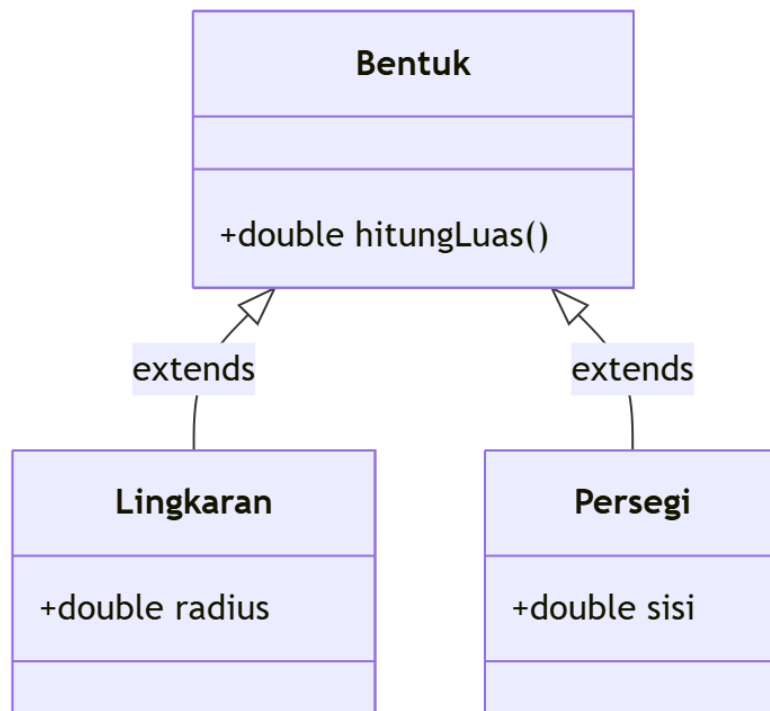 Bentuk
+double hitungLuas()
extends
extends
Lingkaran
Persegi
+double radius
+double sisi